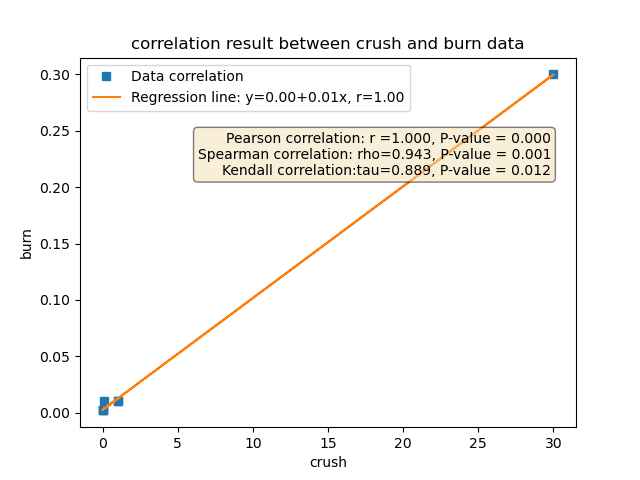 correlation result between crush and burn data
Data correlation
Regression line: y=0.00+0.01x, r=1.00
Pearson correlation: r =1.000, P-value = 0.000
Spearman correlation: rho=0.943, P-value = 0.001
Kendall correlation:tau=0.889, P-value = 0.012
0.30
0.25
0.20
0.15
0.10
0.05
0.00
burn
0 5 10 15 20 25 30
crush